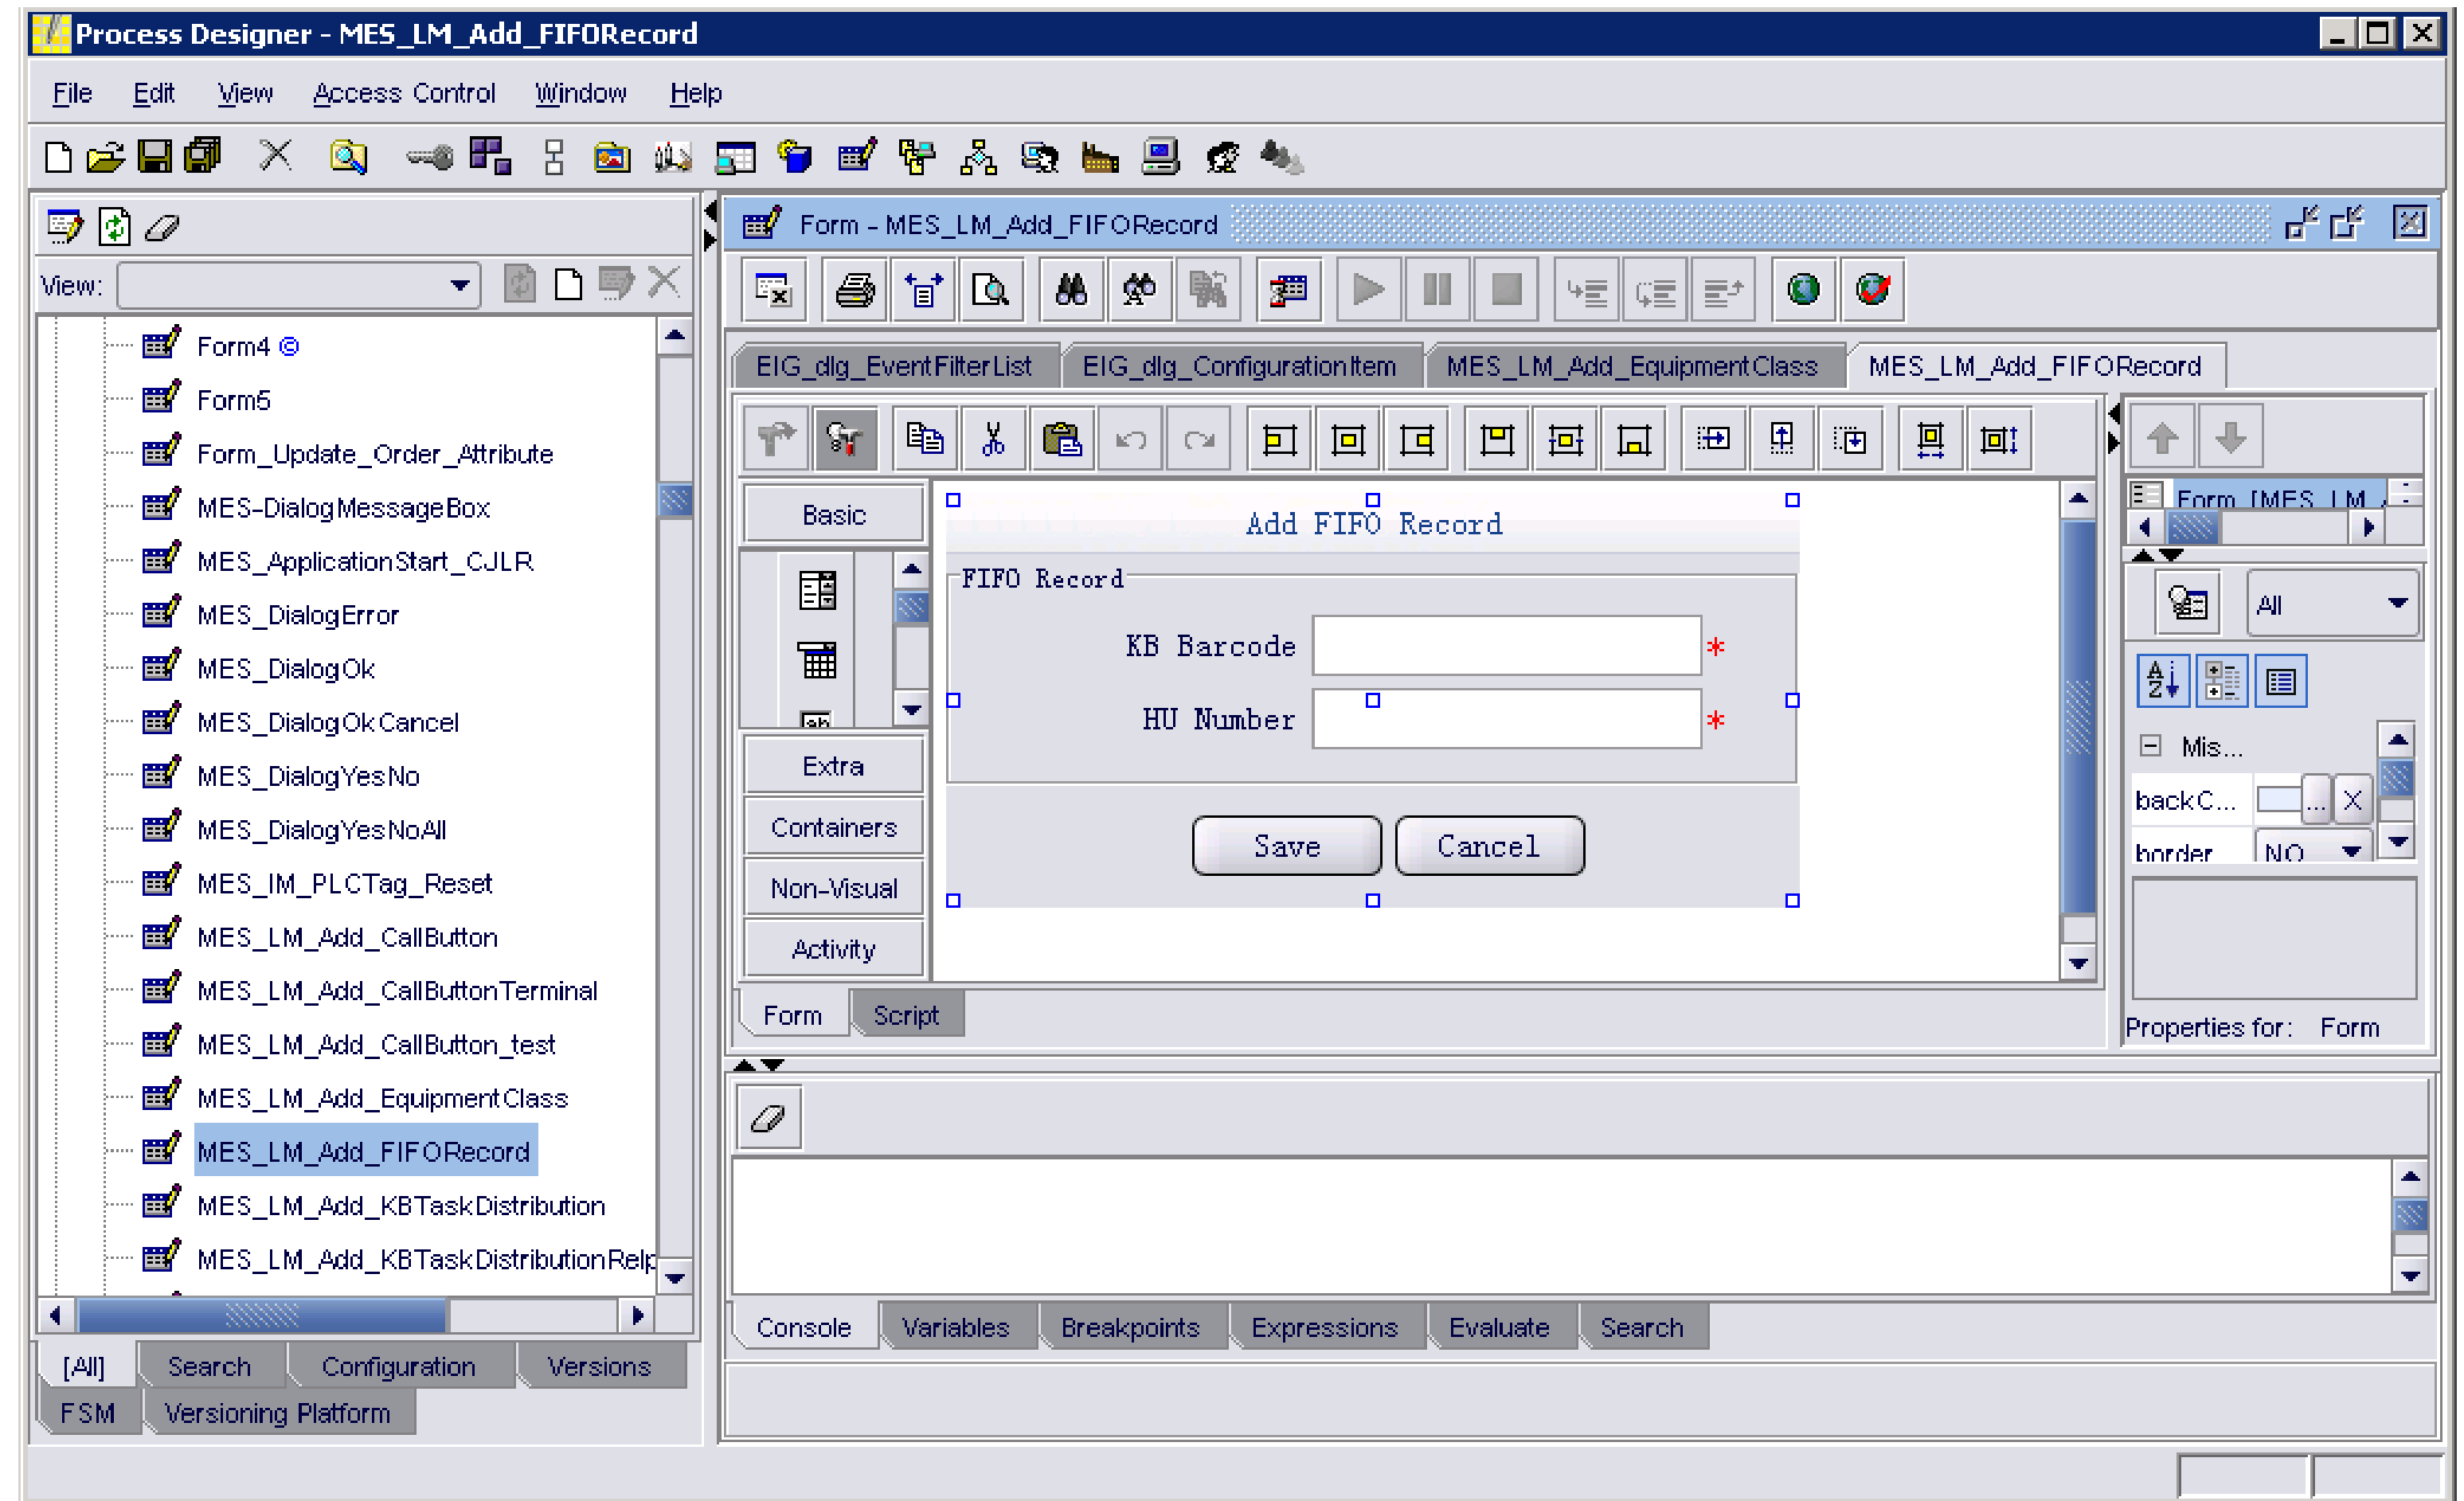 Process Designer - MES_LM_Add_FIFORecord
File Edit View Access Control Window Help
View:
Form4 ©
Form5
Form_Update_Order_Attribute
MES-DialogMessageBox
MES_ApplicationStart_CJLR
MES_DialogError
MES_DialogOk
MES_DialogOkCancel
MES_DialogYesNo
MES_DialogYesNoAll
MES_IM_PLCTag_Reset
MES_LM_Add_CallButton
MES_LM_Add_CallButtonTerminal
MES_LM_Add_CallButton_test
MES_LM_Add_EquipmentClass
MES_LM_Add_FIFORecord
MES_LM_Add_KBTaskDistribution
MES_LM_Add_KBTaskDistributionRelp
[All] Search Configuration Versions
FSM Versioning Platform
Form - MES_LM_Add_FIFORecord
EIG_dlg_EventFilterList EIG_dlg_ConfigurationItem MES_LM_Add_EquipmentClass MES_LM_Add_FIFORecord
Basic
Extra
Containers
Non-Visual
Activity
Add FIFO Record
FIFO Record
KB Barcode *
HU Number *
Save Cancel
Form Script
Form [MES_LM_
All
Mis...
backC... ... X
border NO
Properties for: Form
Console Variables Breakpoints Expressions Evaluate Search